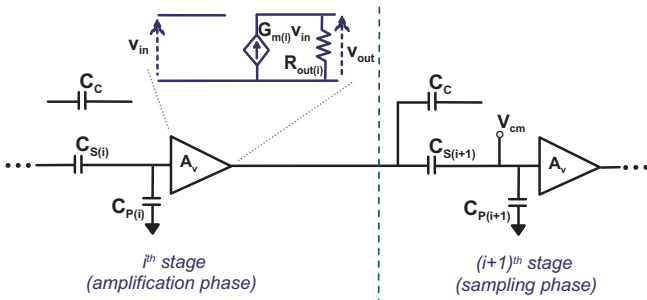 v_in
G_m(i)v_in
R_out(i)
v_out
C_C
C_C
C_S(i)
A_v
C_P(i)
V_cm
C_S(i+1)
A_v
C_P(i+1)
i^th stage
(amplification phase)
(i+1)^th stage
(sampling phase)